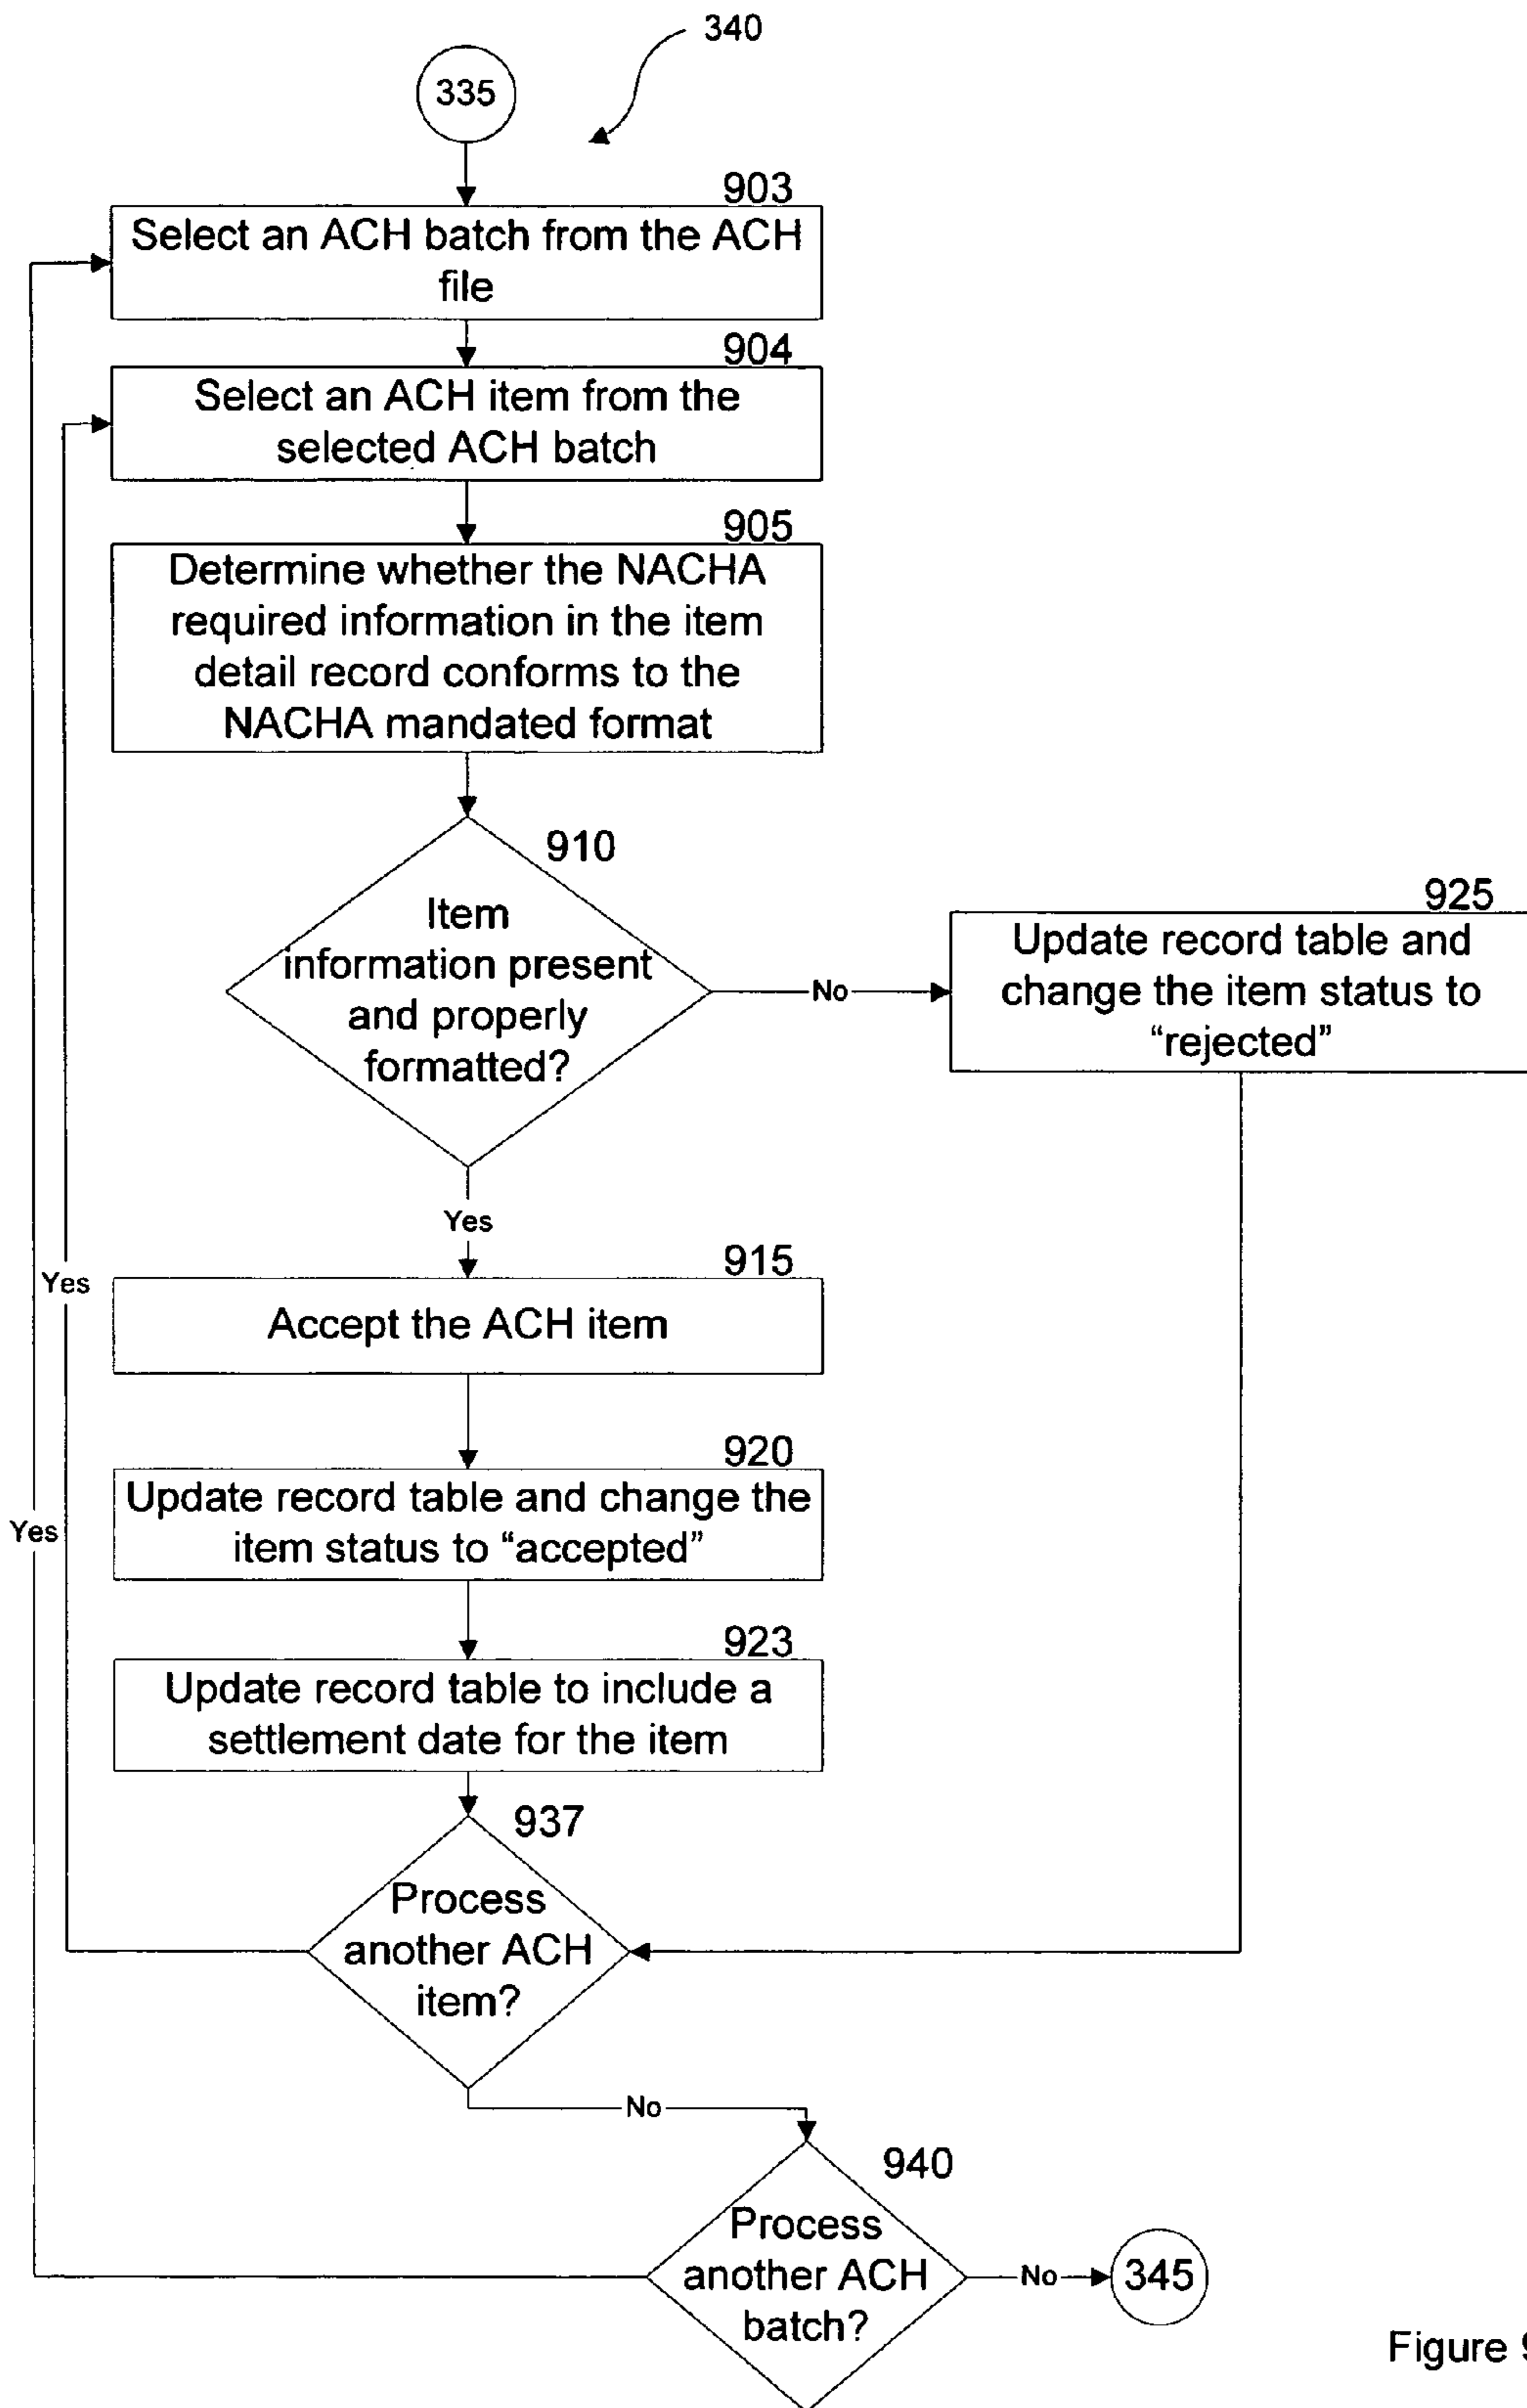 340
335
903
Select an ACH batch from the ACH
file
904
Select an ACH item from the
selected ACH batch
905
Determine whether the NACHA
required information in the item
detail record conforms to the
NACHA mandated format
910
Item
information present
and properly
formatted?
No
925
Update record table and
change the item status to
“rejected”
Yes
915
Accept the ACH item
Yes
920
Update record table and change the
item status to “accepted”
Yes
923
Update record table to include a
settlement date for the item
937
Process
another ACH
item?
No
940
Process
another ACH
batch?
No
345
Figure 9